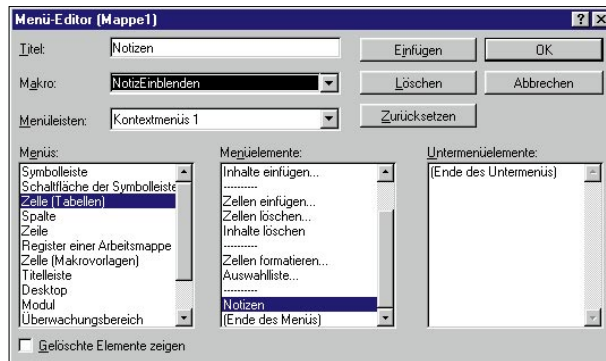 Menü-Editor (Mappe1)
Titel: Notizen
Einfügen
OK
Makro: NotizEinblenden
Löschen
Abbrechen
Menüleisten: Kontextmenüs 1
Zurücksetzen
Menüs:
Symbolleiste
Schaltfläche der Symbolleiste
Zelle (Tabellen)
Spalte
Zeile
Register einer Arbeitsmappe
Zelle (Makrovorlagen)
Titelleiste
Desktop
Modul
Überwachungsbereich
Menüelemente:
Inhalte einfügen...
----------
Zellen einfügen...
Zellen löschen...
Inhalte löschen
----------
Zellen formatieren...
Auswahlliste...
----------
Notizen
(Ende des Menüs)
Untermenüelemente:
(Ende des Untermenüs)
Gelöschte Elemente zeigen